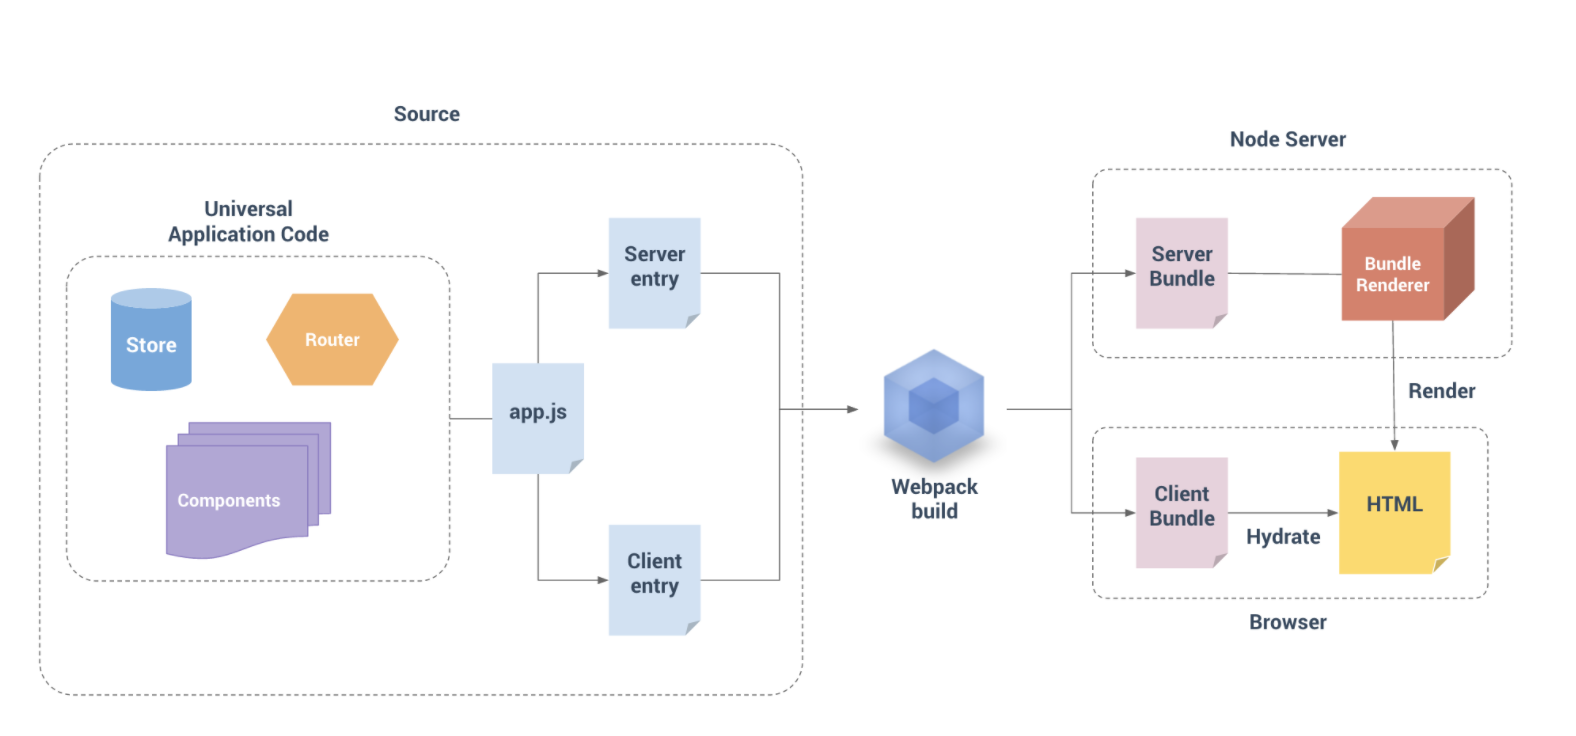 Source
Universal
Application Code
Store
Router
Components
app.js
Server
entry
Client
entry
Webpack
build
Node Server
Server
Bundle
Bundle
Renderer
Render
Client
Bundle
Hydrate
HTML
Browser